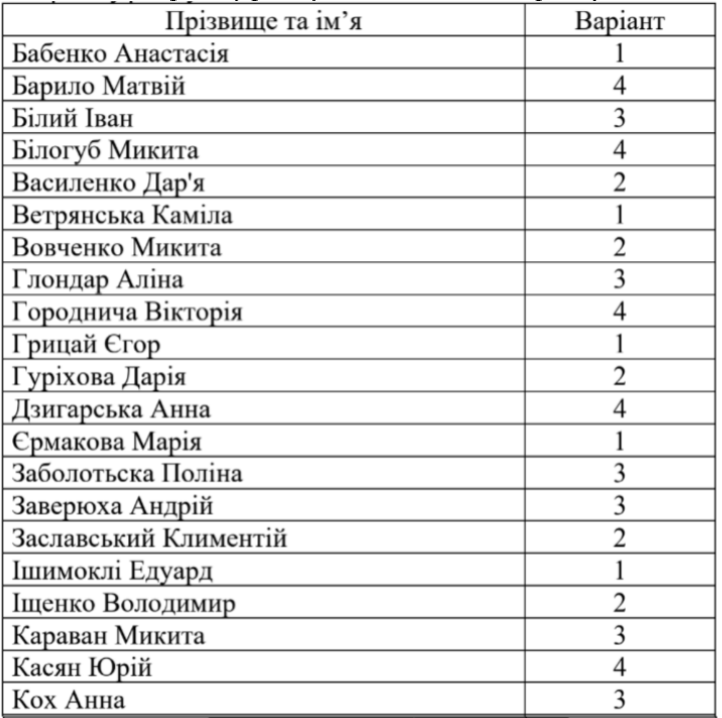 Прізвище та ім’я Варіант
Бабенко Анастасія 1
Барило Матвій 4
Білий Іван 3
Білогуб Микита 4
Василенко Дар'я 2
Ветрянська Каміла 1
Вовченко Микита 2
Глондар Аліна 3
Городнича Вікторія 4
Грицай Єгор 1
Гуріхова Дарія 2
Дзигарська Анна 4
Єрмакова Марія 1
Заболотьска Поліна 3
Заверюха Андрій 3
Заславський Климентій 2
Ішимоклі Едуард 1
Іщенко Володимир 2
Караван Микита 3
Касян Юрій 4
Кох Анна 3